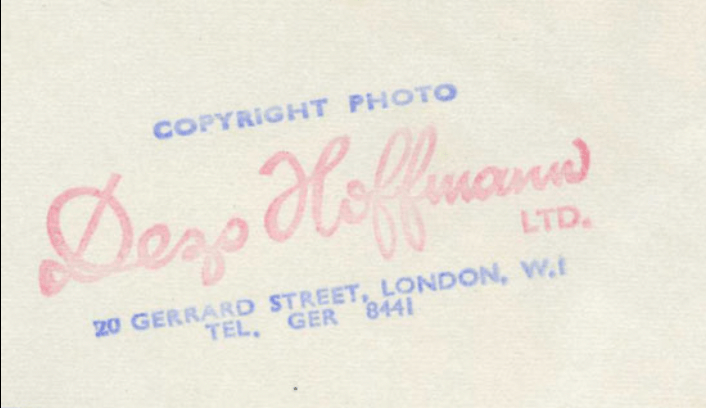 COPYRIGHT PHOTO
Dezo Hoffmann
LTD.
20 GERRARD STREET, LONDON, W.1
TEL. GER 8441